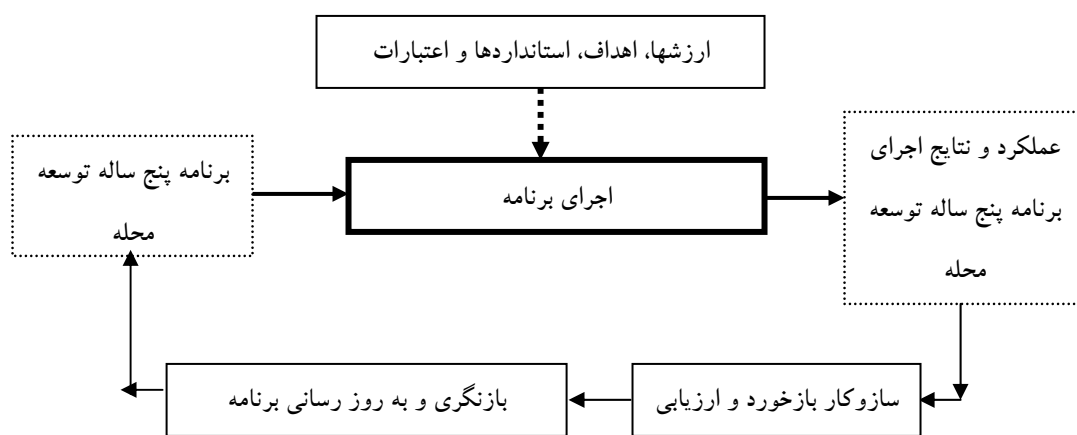 ارزشها، اهداف، استانداردها و اعتبارات
برنامه پنج ساله توسعه
محله
اجرای برنامه
عملکرد و نتایج اجرای
برنامه پنج ساله توسعه
محله
بازنگری و به روز رسانی برنامه
سازوکار بازخورد و ارزیابی